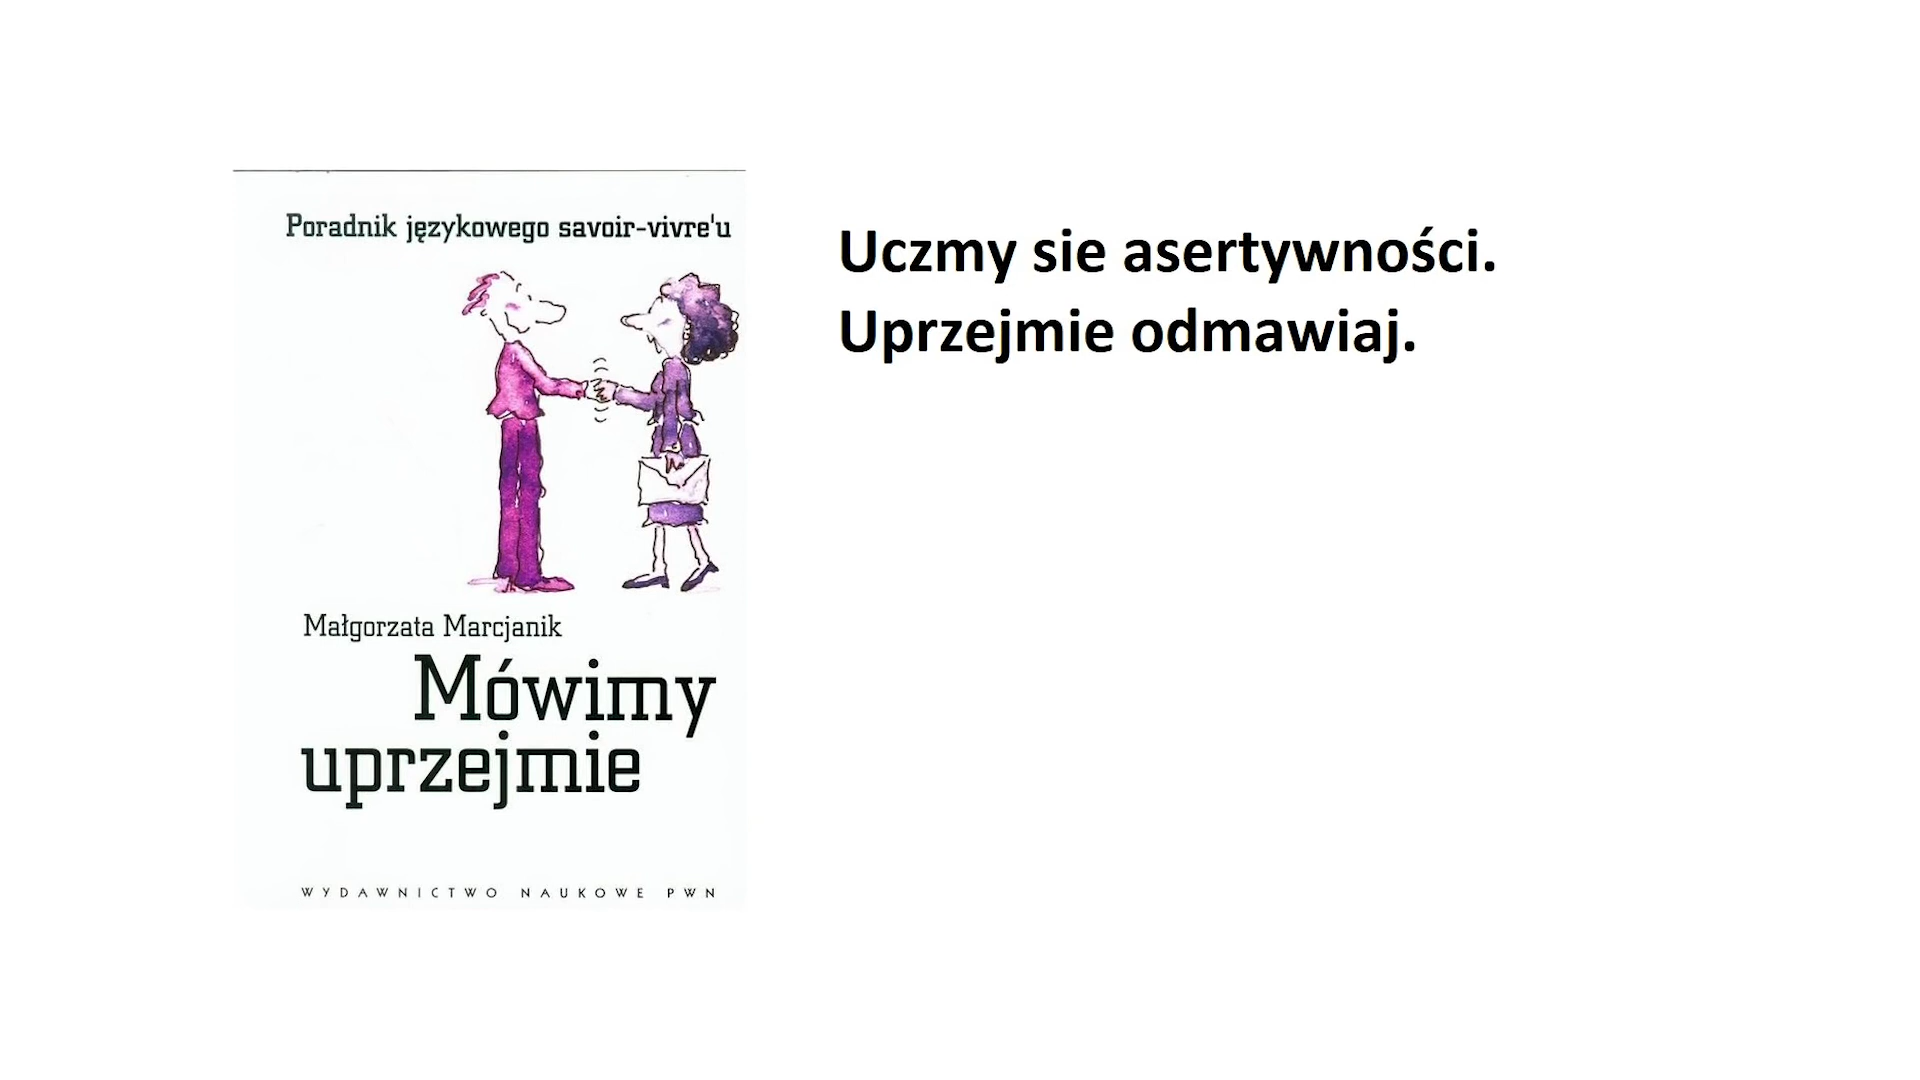 Poradnik językowego savoir-vivre'u
Małgorzata Marcjanik
Mówimy
uprzejmie
WYDAWNICTWO NAUKOWE PWN
Uczmy sie asertywności.
Uprzejmie odmawiaj.